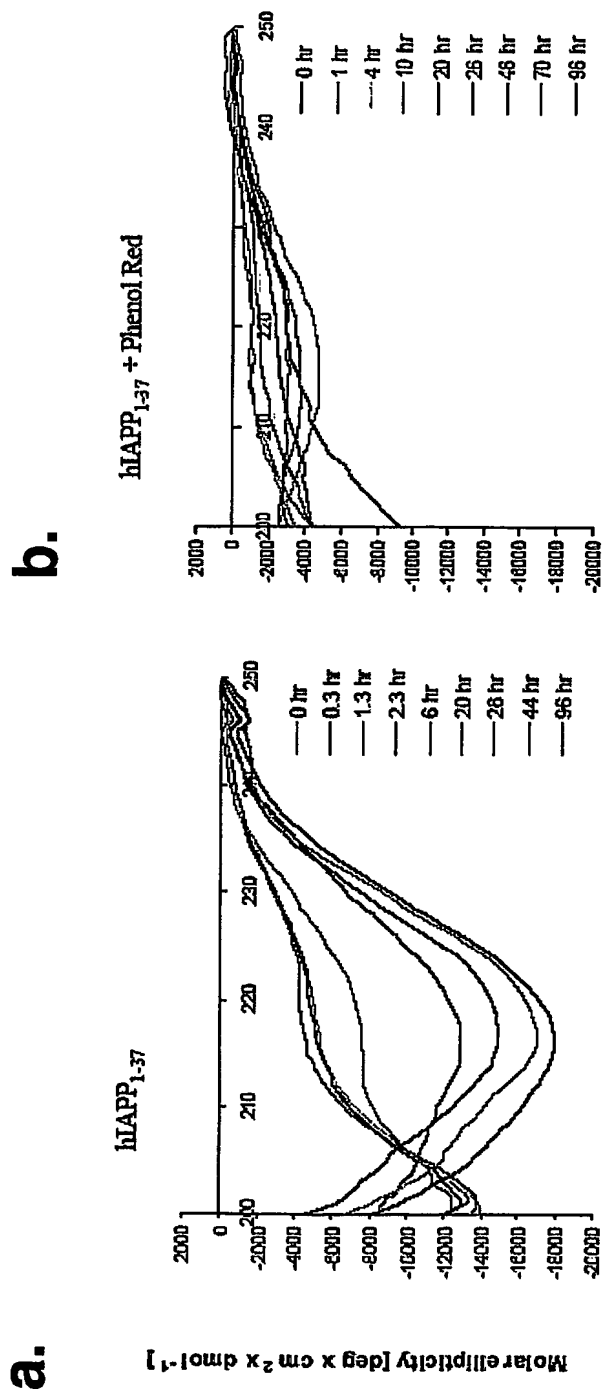 a.
hIAPP₁₋₃₇
Molar ellipticity [deg x cm² x dmol⁻¹]
2000
0
-2000
-4000
-6000
-8000
-10000
-12000
-14000
-16000
-18000
-20000
200
210
220
230
240
250
0 hr
0.3 hr
1.3 hr
2.3 hr
6 hr
20 hr
28 hr
44 hr
96 hr
b.
hIAPP₁₋₃₇ + Phenol Red
2000
0
-2000
-4000
-6000
-8000
-10000
-12000
-14000
-16000
-18000
-20000
200
210
220
240
250
0 hr
1 hr
4 hr
10 hr
20 hr
26 hr
46 hr
70 hr
96 hr